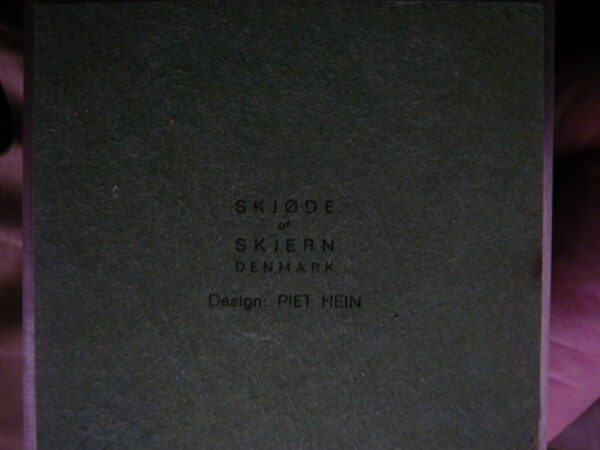 SKJØDE
of
SKJERN
DENMARK
Design: PIET HEIN